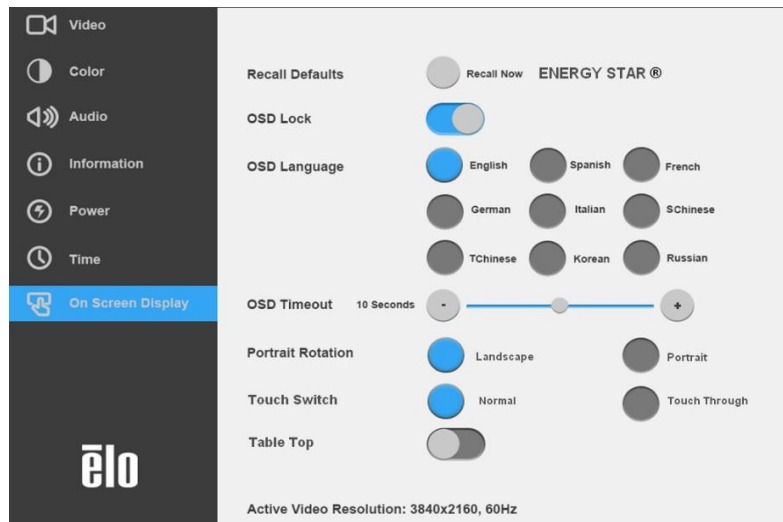 Video
Color
Audio
Information
Power
Time
On Screen Display
ēlo
Recall Defaults Recall Now ENERGY STAR ®
OSD Lock
OSD Language English Spanish French
German Italian SChinese
TChinese Korean Russian
OSD Timeout 10 Seconds - +
Portrait Rotation Landscape Portrait
Touch Switch Normal Touch Through
Table Top
Active Video Resolution: 3840x2160, 60Hz